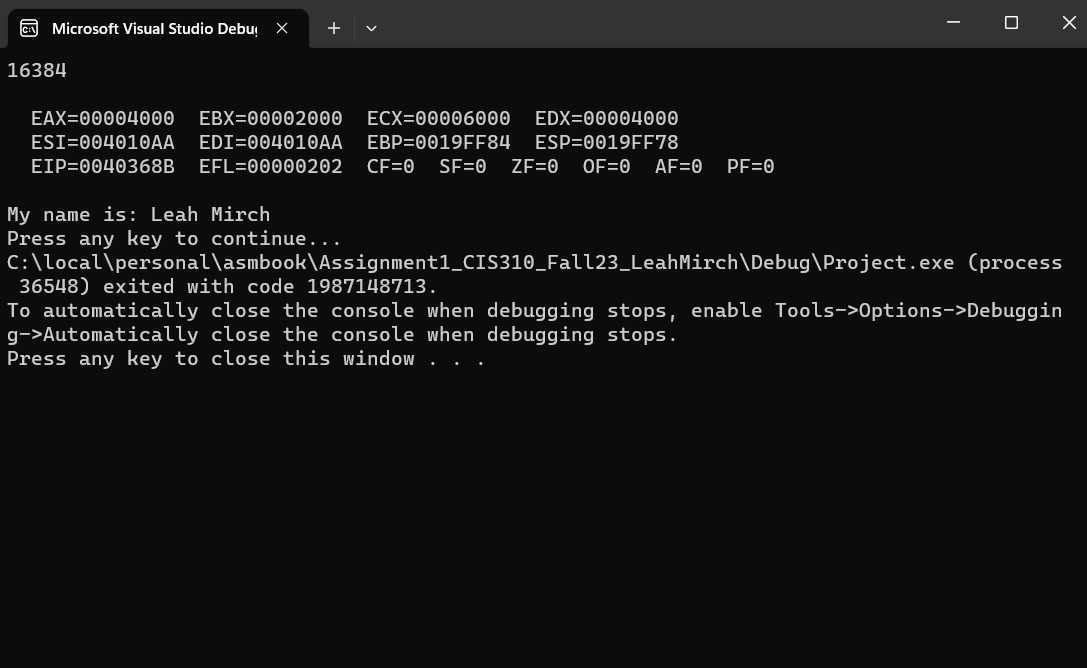 Microsoft Visual Studio Debu
16384
EAX=00004000  EBX=00002000  ECX=00006000  EDX=00004000
ESI=004010AA  EDI=004010AA  EBP=0019FF84  ESP=0019FF78
EIP=0040368B  EFL=00000202  CF=0  SF=0  ZF=0  OF=0  AF=0  PF=0
My name is: Leah Mirch
Press any key to continue...
C:\local\personal\asmbook\Assignment1_CIS310_Fall23_LeahMirch\Debug\Project.exe (process
36548) exited with code 1987148713.
To automatically close the console when debugging stops, enable Tools->Options->Debuggin
g->Automatically close the console when debugging stops.
Press any key to close this window . . .